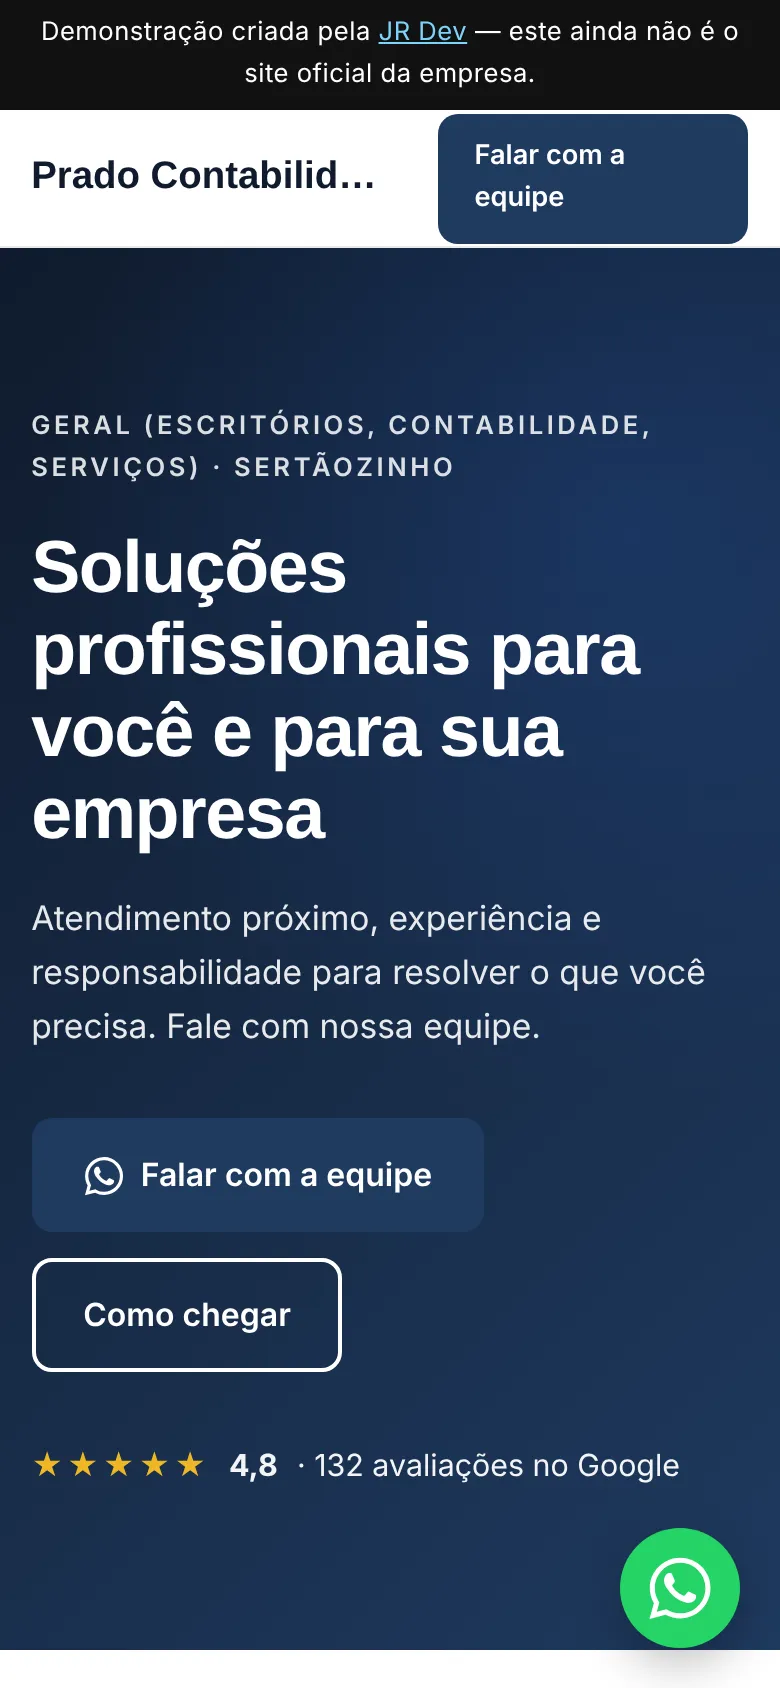 Demonstração criada pela JR Dev — este ainda não é o
site oficial da empresa.
Prado Contabilid...
Falar com a
equipe
GERAL (ESCRITÓRIOS, CONTABILIDADE,
SERVIÇOS) · SERTÃOZINHO
Soluções
profissionais para
você e para sua
empresa
Atendimento próximo, experiência e
responsabilidade para resolver o que você
precisa. Fale com nossa equipe.
Falar com a equipe
Como chegar
★★★★★ 4,8 · 132 avaliações no Google